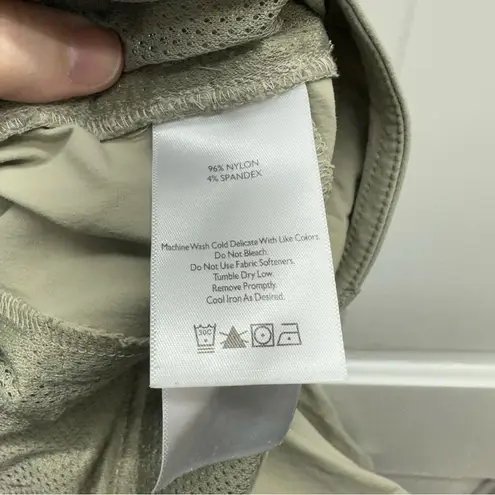 96% NYLON
4% SPANDEX
Machine Wash Cold Delicate With Like Colors.
Do Not Bleach.
Do Not Use Fabric Softeners.
Tumble Dry Low.
Remove Promptly.
Cool Iron As Desired.
30C